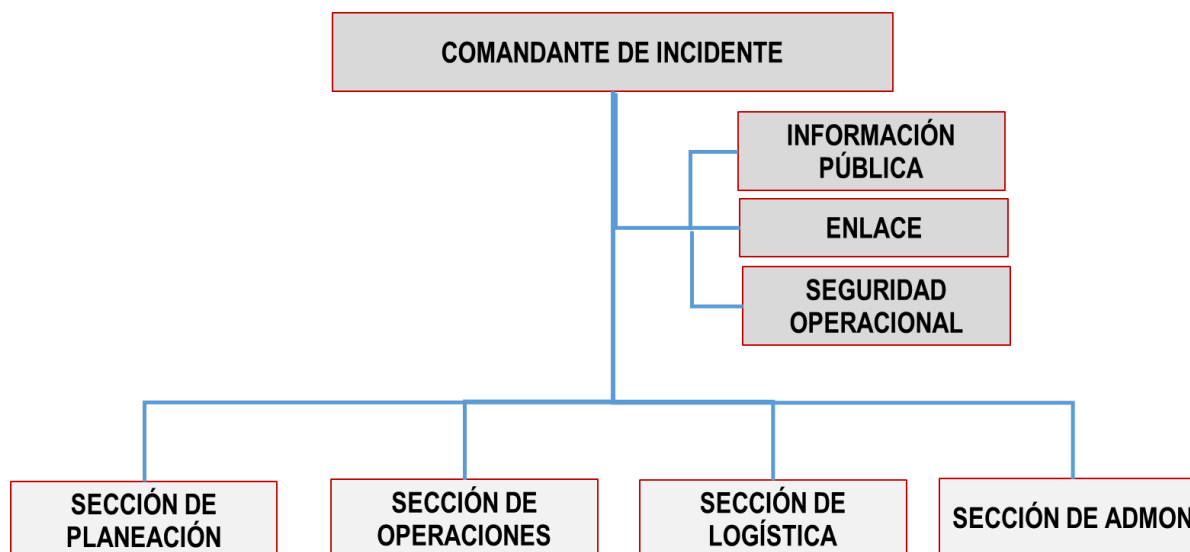 COMANDANTE DE INCIDENTE
INFORMACIÓN
PÚBLICA
ENLACE
SEGURIDAD
OPERACIONAL
SECCIÓN DE
PLANEACIÓN
SECCIÓN DE
OPERACIONES
SECCIÓN DE
LOGÍSTICA
SECCIÓN DE ADMON